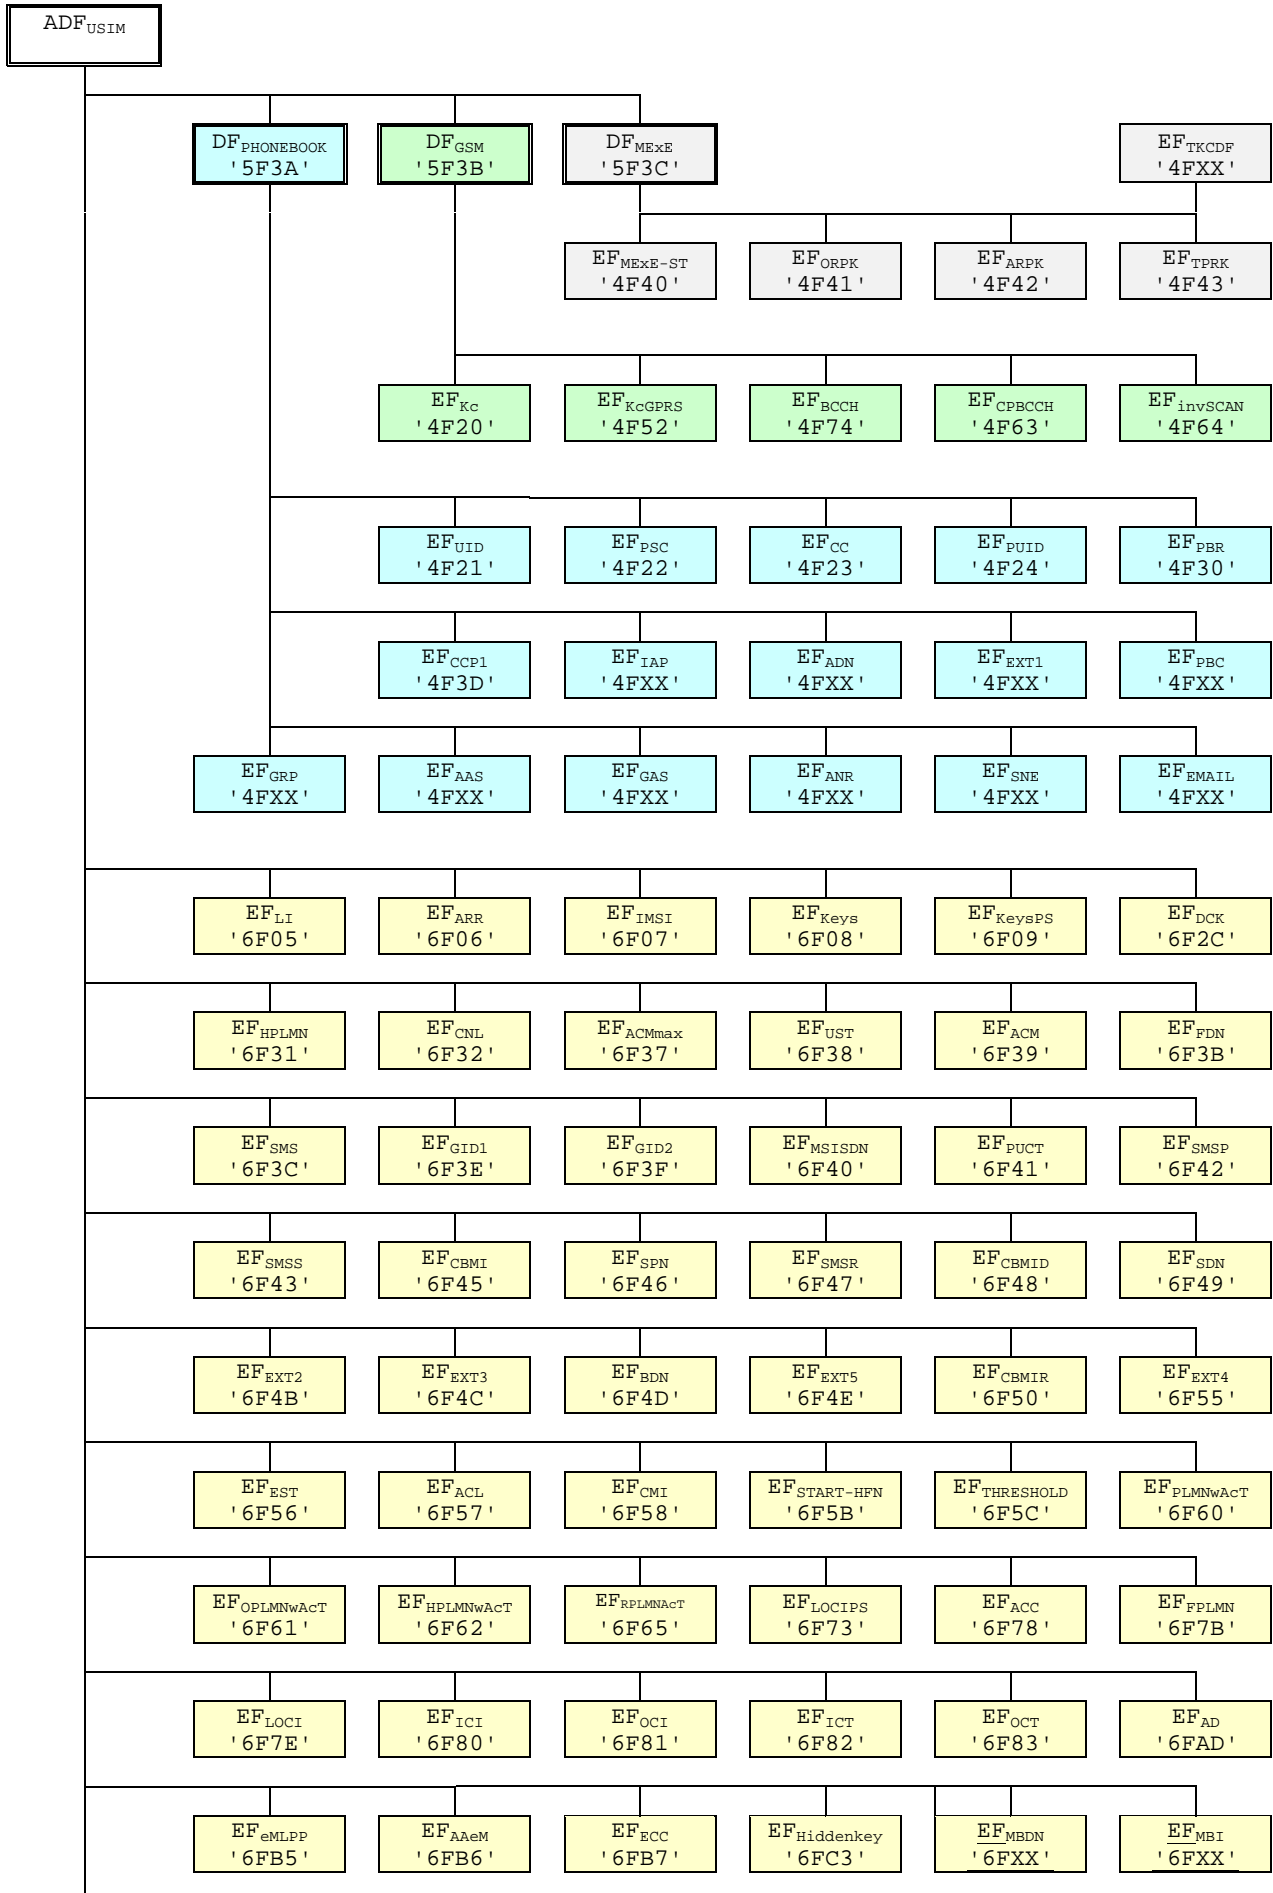 ADFUSIM
DFPHONEBOOK DFGSM DFMExE EFTKCDF
'5F3A' '5F3B' '5F3C' '4FXX'
EFMExE-ST EFORPK EFARPK EFTPRK
'4F40' '4F41' '4F42' '4F43'
EFKc EFKcGPRS EFBCCH EFCPBCCH EFinvSCAN
'4F20' '4F52' '4F74' '4F63' '4F64'
EFUID EFPSC EFCC EFPUID EFPBR
'4F21' '4F22' '4F23' '4F24' '4F30'
EFCCP1 EFIAP EFADN EFEXT1 EFPBC
'4F3D' '4FXX' '4FXX' '4FXX' '4FXX'
EFGRP EFAAS EFGAS EFANR EFSNE EFEMAIL
'4FXX' '4FXX' '4FXX' '4FXX' '4FXX' '4FXX'
EFLI EFARR EFIMSI EFKeys EFKeysPS EFDCK
'6F05' '6F06' '6F07' '6F08' '6F09' '6F2C'
EFHPLMN EFCNL EFACMmax EFUST EFACM EFFDN
'6F31' '6F32' '6F37' '6F38' '6F39' '6F3B'
EFSMS EFGID1 EFGID2 EFMSISDN EFPUCT EFSMSP
'6F3C' '6F3E' '6F3F' '6F40' '6F41' '6F42'
EFSMSS EFCBMI EFSPN EFSMSR EFCBMID EFSDN
'6F43' '6F45' '6F46' '6F47' '6F48' '6F49'
EFEXT2 EFEXT3 EFBDN EFEXT5 EFCBMIR EFEXT4
'6F4B' '6F4C' '6F4D' '6F4E' '6F50' '6F55'
EFEST EFACL EFCMI EFSTART-HFN EFTHRESHOLD EFPLMNwAcT
'6F56' '6F57' '6F58' '6F5B' '6F5C' '6F60'
EFOPLMNwAcT EFHPLMNwAcT EFRPLMNAcT EFLOCIPS EFACC EFFPLMN
'6F61' '6F62' '6F65' '6F73' '6F78' '6F7B'
EFLOCI EFICI EFOCI EFICT EFOCT EFAD
'6F7E' '6F80' '6F81' '6F82' '6F83' '6FAD'
EFeMLPP EFAAeM EFECC EFHiddenkey EFMBDN EFMBI
'6FB5' '6FB6' '6FB7' '6FC3' '6FXX' '6FXX'